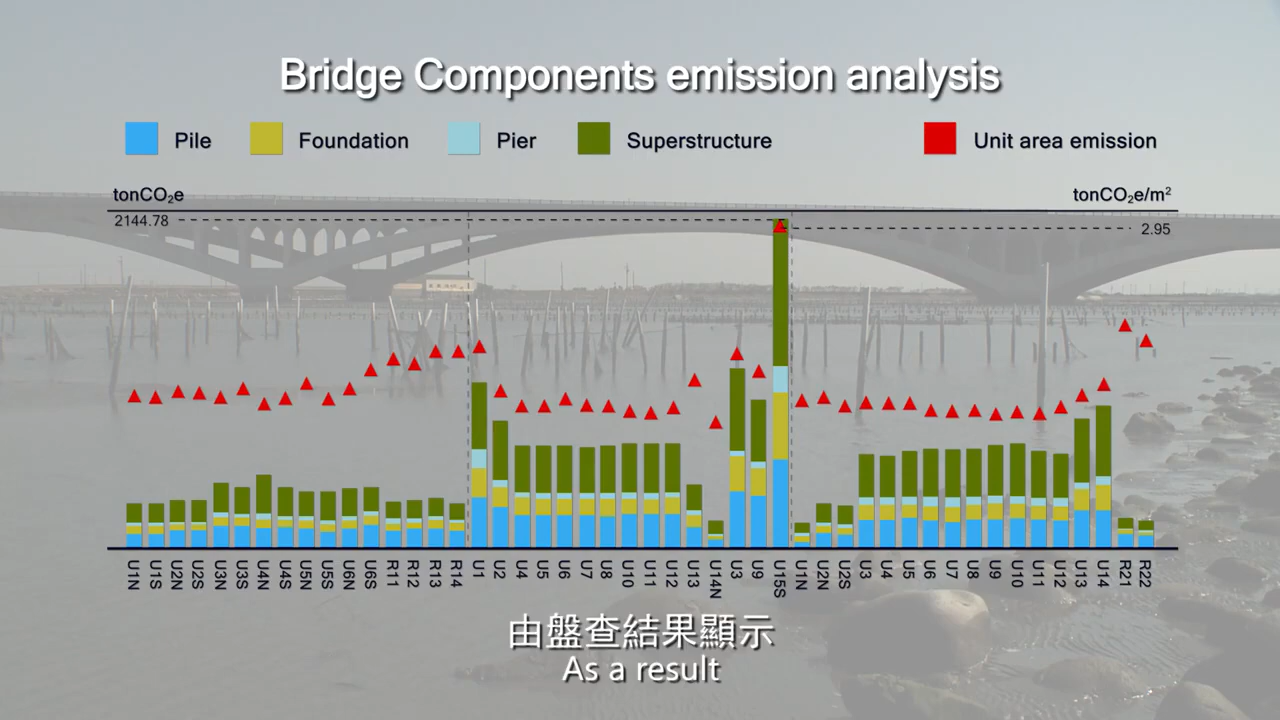 Bridge Components emission analysis
Pile Foundation Pier Superstructure Unit area emission
tonCO₂e tonCO₂e/m²
2144.78 2.95
U1N U1S U2N U2S U3N U3S U4N U4S U5N U5S U6N U6S R11 R12 R13 R14 U1 U2 U4 U5 U6 U7 U8 U10 U11 U12 U13 U14N U3 U9 U15S U1N U2N U2S U3 U4 U5 U6 U7 U8 U9 U10 U11 U12 U13 U14 R21 R22
由盤查結果顯示
As a result